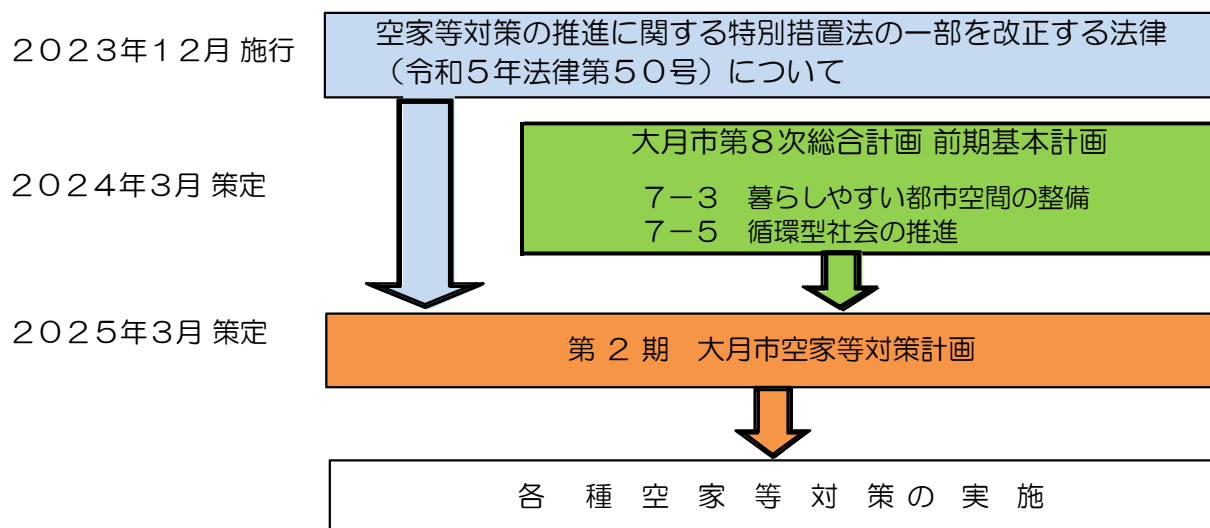 2023年12月 施行
空家等対策の推進に関する特別措置法の一部を改正する法律
（令和5年法律第50号）について
2024年3月 策定
大月市第8次総合計画 前期基本計画
7－3　暮らしやすい都市空間の整備
7－5　循環型社会の推進
2025年3月 策定
第 2 期　大月市空家等対策計画
各 種 空 家 等 対 策 の 実 施